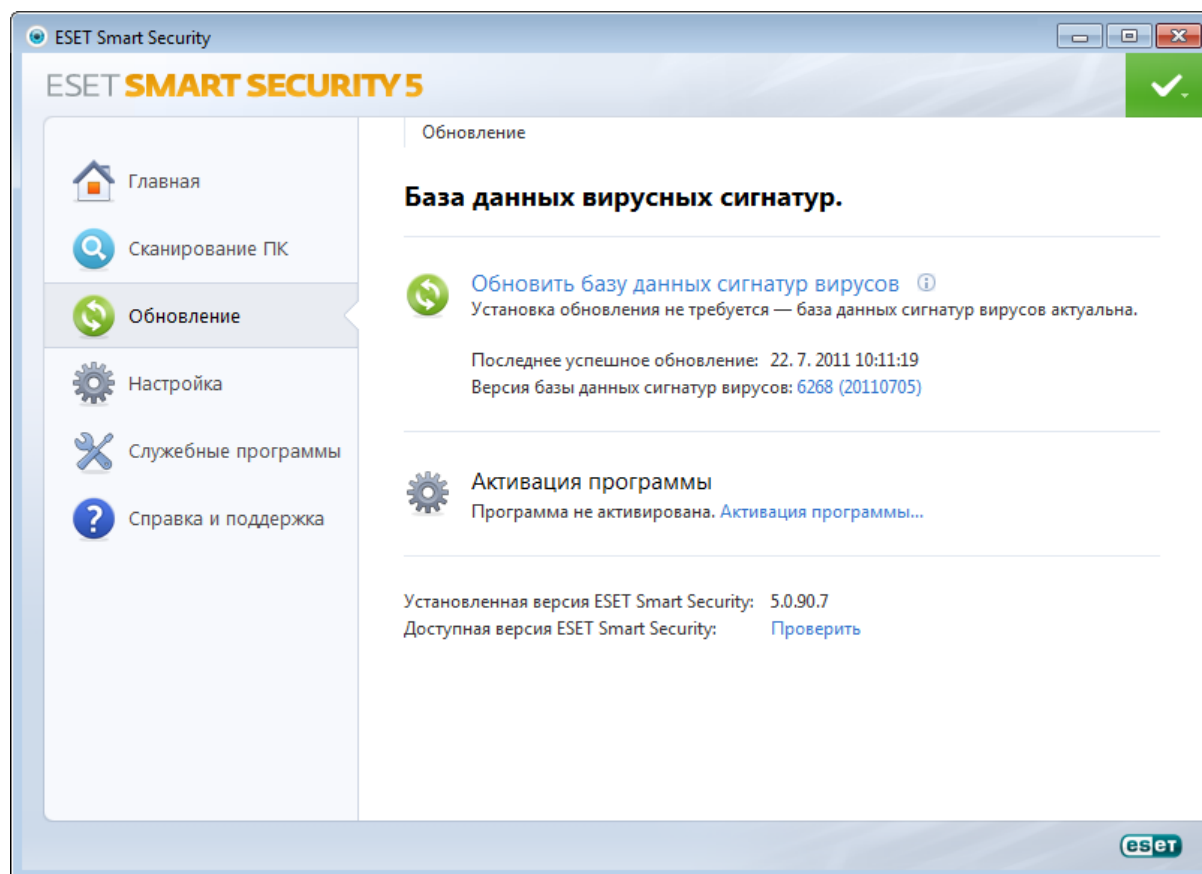 ESET Smart Security
ESET SMART SECURITY 5
Главная
Сканирование ПК
Обновление
Настройка
Служебные программы
Справка и поддержка
Обновление
База данных вирусных сигнатур.
Обновить базу данных сигнатур вирусов
Установка обновления не требуется — база данных сигнатур вирусов актуальна.
Последнее успешное обновление: 22. 7. 2011 10:11:19
Версия базы данных сигнатур вирусов: 6268 (20110705)
Активация программы
Программа не активирована. Активация программы...
Установленная версия ESET Smart Security: 5.0.90.7
Доступная версия ESET Smart Security: Проверить
eset